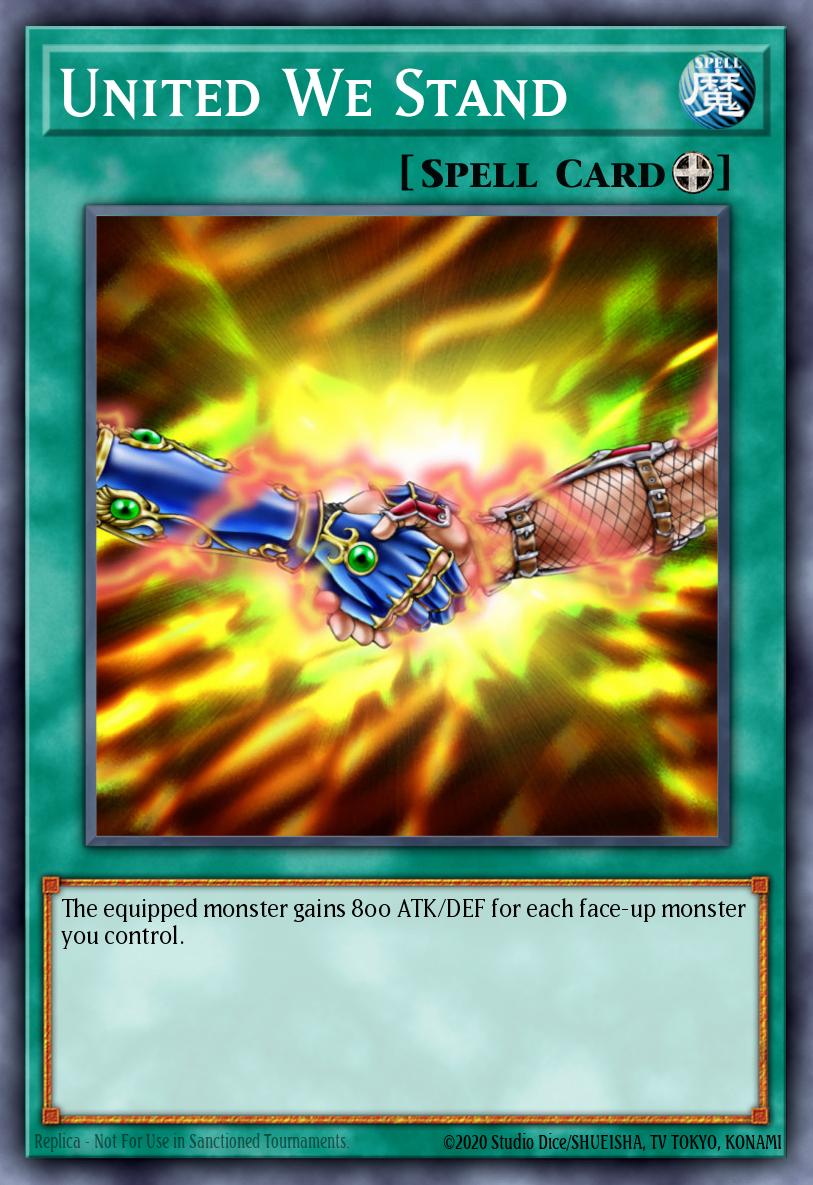 United We Stand
SPELL
魔
[Spell Card]
The equipped monster gains 800 ATK/DEF for each face-up monster
you control.
Replica - Not For Use in Sanctioned Tournaments.
©2020 Studio Dice/SHUEISHA, TV TOKYO, KONAMI